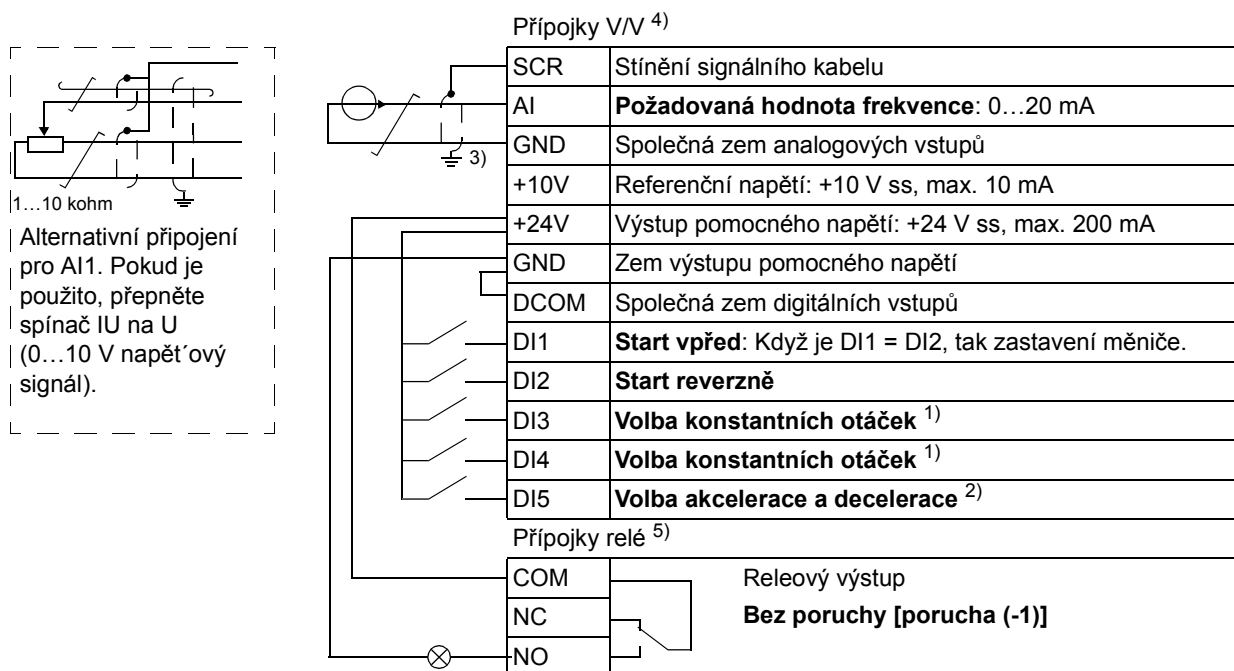 Přípojky V/V 4)
SCR Stínění signálního kabelu
AI Požadovaná hodnota frekvence: 0…20 mA
GND Společná zem analogových vstupů
3)
+10V Referenční napětí: +10 V ss, max. 10 mA
+24V Výstup pomocného napětí: +24 V ss, max. 200 mA
GND Zem výstupu pomocného napětí
DCOM Společná zem digitálních vstupů
DI1 Start vpřed: Když je DI1 = DI2, tak zastavení měniče.
DI2 Start reverzně
DI3 Volba konstantních otáček 1)
DI4 Volba konstantních otáček 1)
DI5 Volba akcelerace a decelerace 2)
Přípojky relé 5)
COM Releový výstup
NC Bez poruchy [porucha (-1)]
NO
1…10 kohm
Alternativní připojení
pro AI1. Pokud je
použito, přepněte
spínač IU na U
(0…10 V napět´ový
signál).